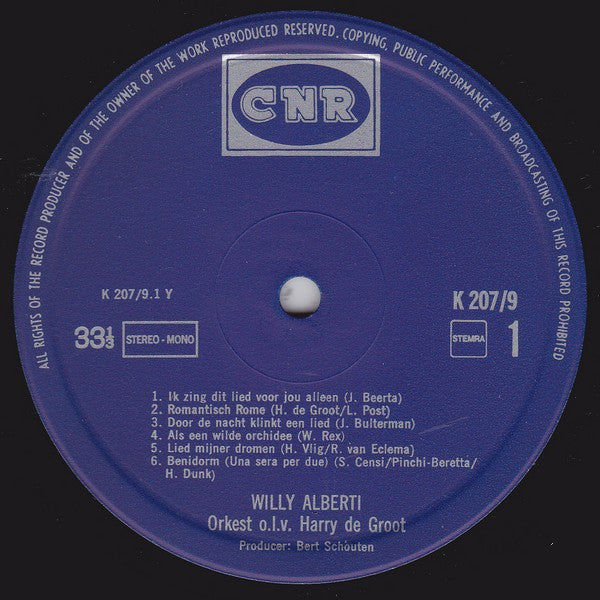 ALL RIGHTS OF THE RECORD PRODUCER AND OF THE OWNER OF THE WORK REPRODUCED RESERVED. COPYING, PUBLIC PERFORMANCE AND BROADCASTING OF THIS RECORD PROHIBITED
CNR
K 207/9.1 Y
K 207/9
33⅓ STEREO - MONO
STEMRA 1
1. Ik zing dit lied voor jou alleen (J. Beerta)
2. Romantisch Rome (H. de Groot/L. Post)
3. Door de nacht klinkt een lied (J. Bulterman)
4. Als een wilde orchidee (W. Rex)
5. Lied mijner dromen (H. Vlig/R. van Eclema)
6. Benidorm (Una sera per due) (S. Censi/Pinchi-Beretta/
H. Dunk)
WILLY ALBERTI
Orkest o.l.v. Harry de Groot
Producer: Bert Schouten